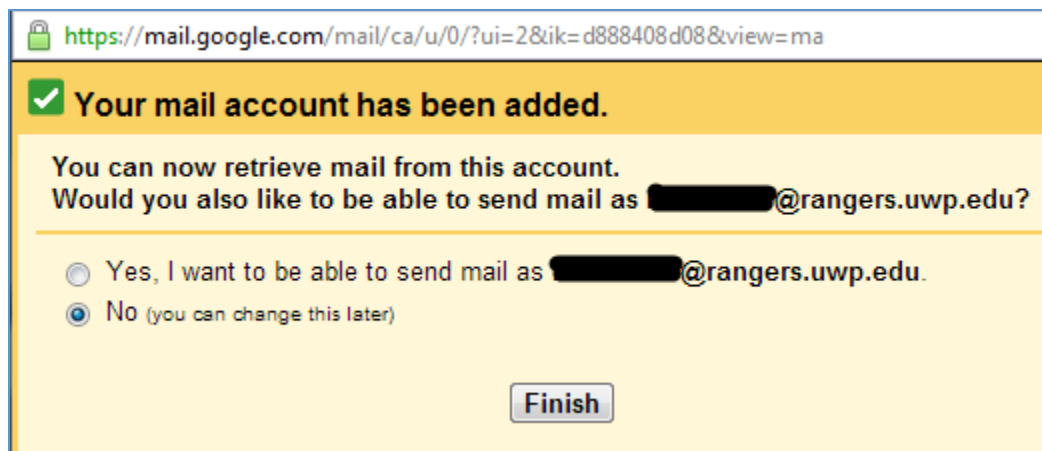 https://mail.google.com/mail/ca/u/0/?ui=2&ik=d888408d08&view=ma
Your mail account has been added.
You can now retrieve mail from this account.
Would you also like to be able to send mail as @rangers.uwp.edu?
Yes, I want to be able to send mail as @rangers.uwp.edu.
No (you can change this later)
Finish